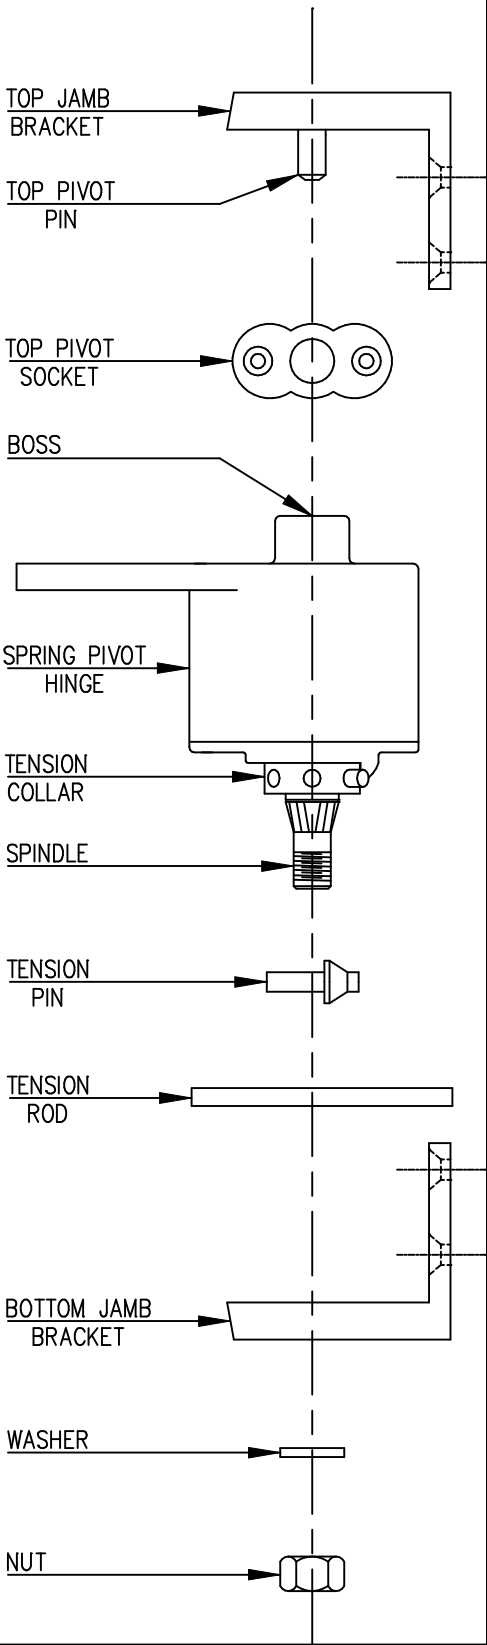 TOP JAMB
BRACKET
TOP PIVOT
PIN
TOP PIVOT
SOCKET
BOSS
SPRING PIVOT
HINGE
TENSION
COLLAR
SPINDLE
TENSION
PIN
TENSION
ROD
BOTTOM JAMB
BRACKET
WASHER
NUT